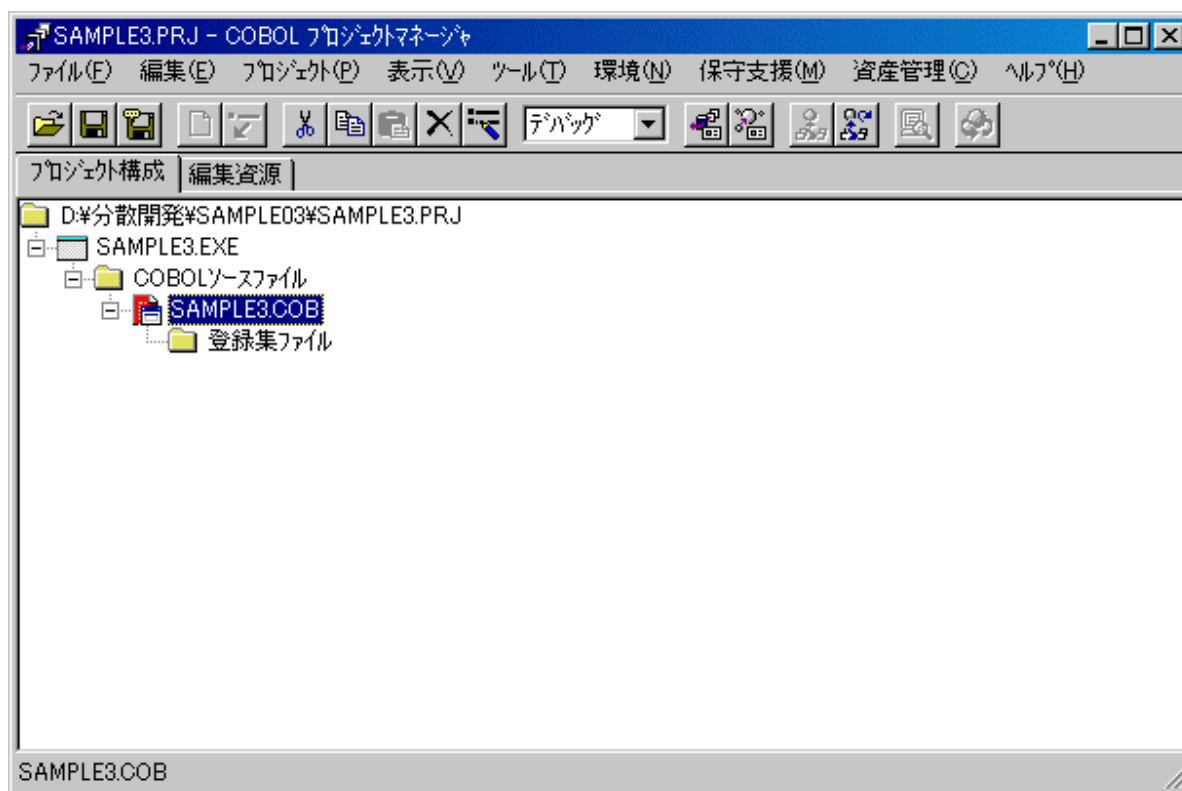 SAMPLE3.PRJ - COBOL ﾌﾟﾛｼﾞｪｸﾄﾏﾈｰｼﾞｬ
ﾌｧｲﾙ(F) 編集(E) ﾌﾟﾛｼﾞｪｸﾄ(P) 表示(V) ﾂｰﾙ(T) 環境(N) 保守支援(M) 資産管理(C) ﾍﾙﾌﾟ(H)
ﾃﾞﾊﾞｯｸﾞ
ﾌﾟﾛｼﾞｪｸﾄ構成 編集資源
D:¥分散開発¥SAMPLE03¥SAMPLE3.PRJ
SAMPLE3.EXE
COBOLｿｰｽﾌｧｲﾙ
SAMPLE3.COB
登録集ﾌｧｲﾙ
SAMPLE3.COB